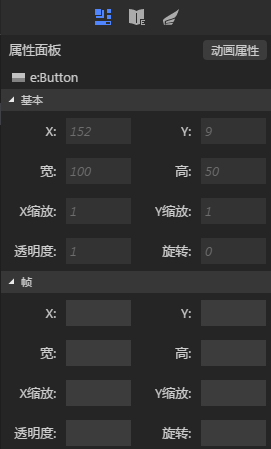 属性面板 动画属性
e:Button
基本
X: 152 Y: 9
宽: 100 高: 50
X缩放: 1 Y缩放: 1
透明度: 1 旋转: 0
帧
X: Y:
宽: 高:
X缩放: Y缩放:
透明度: 旋转: